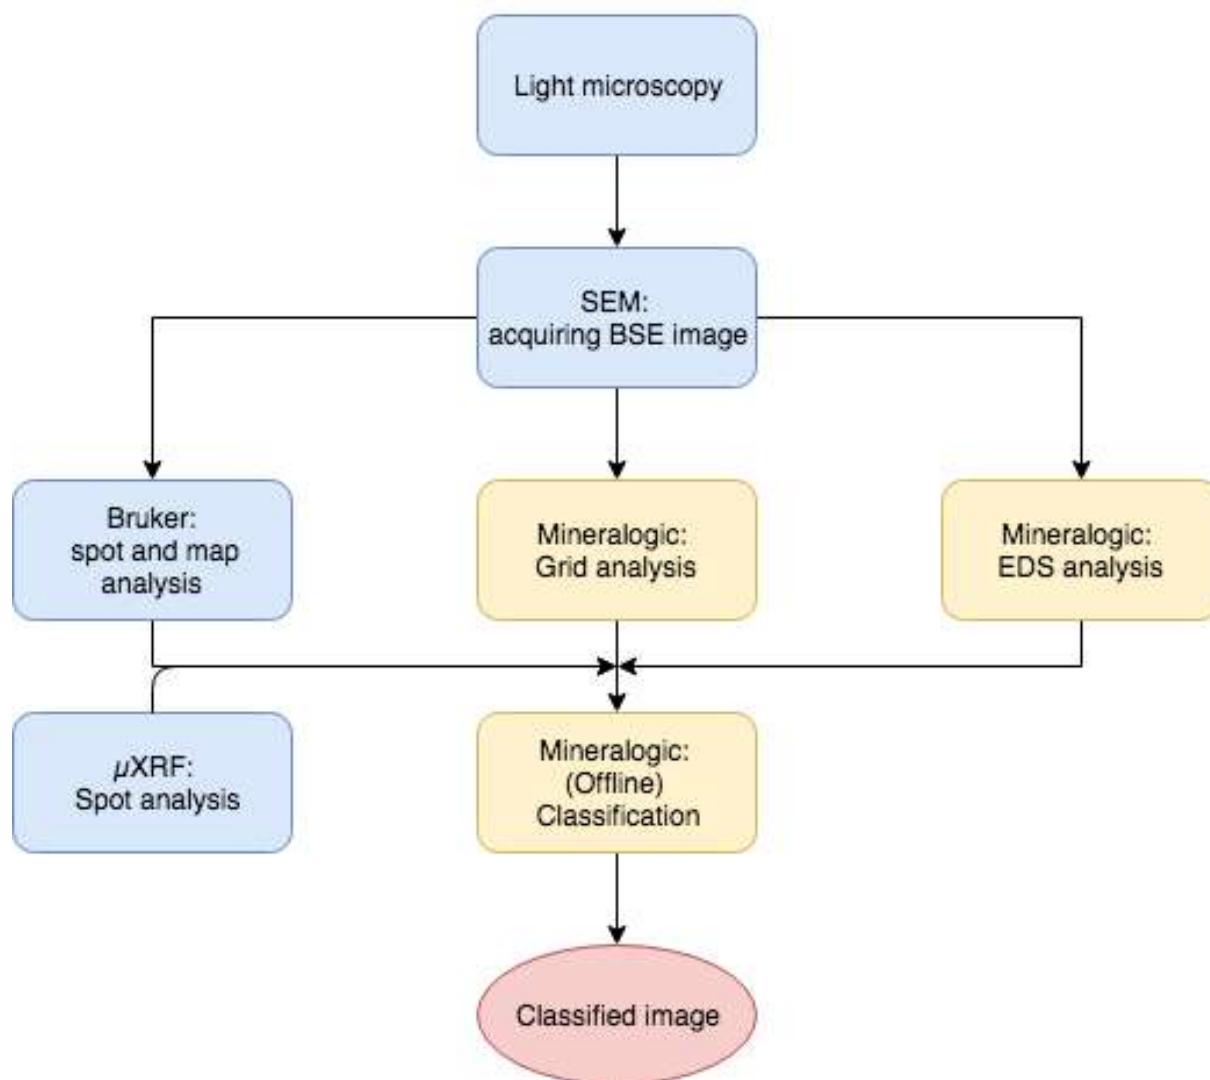 Light microscopy
SEM:
acquiring BSE image
Bruker:
spot and map
analysis
Mineralogic:
Grid analysis
Mineralogic:
EDS analysis
µXRF:
Spot analysis
Mineralogic:
(Offline)
Classification
Classified image